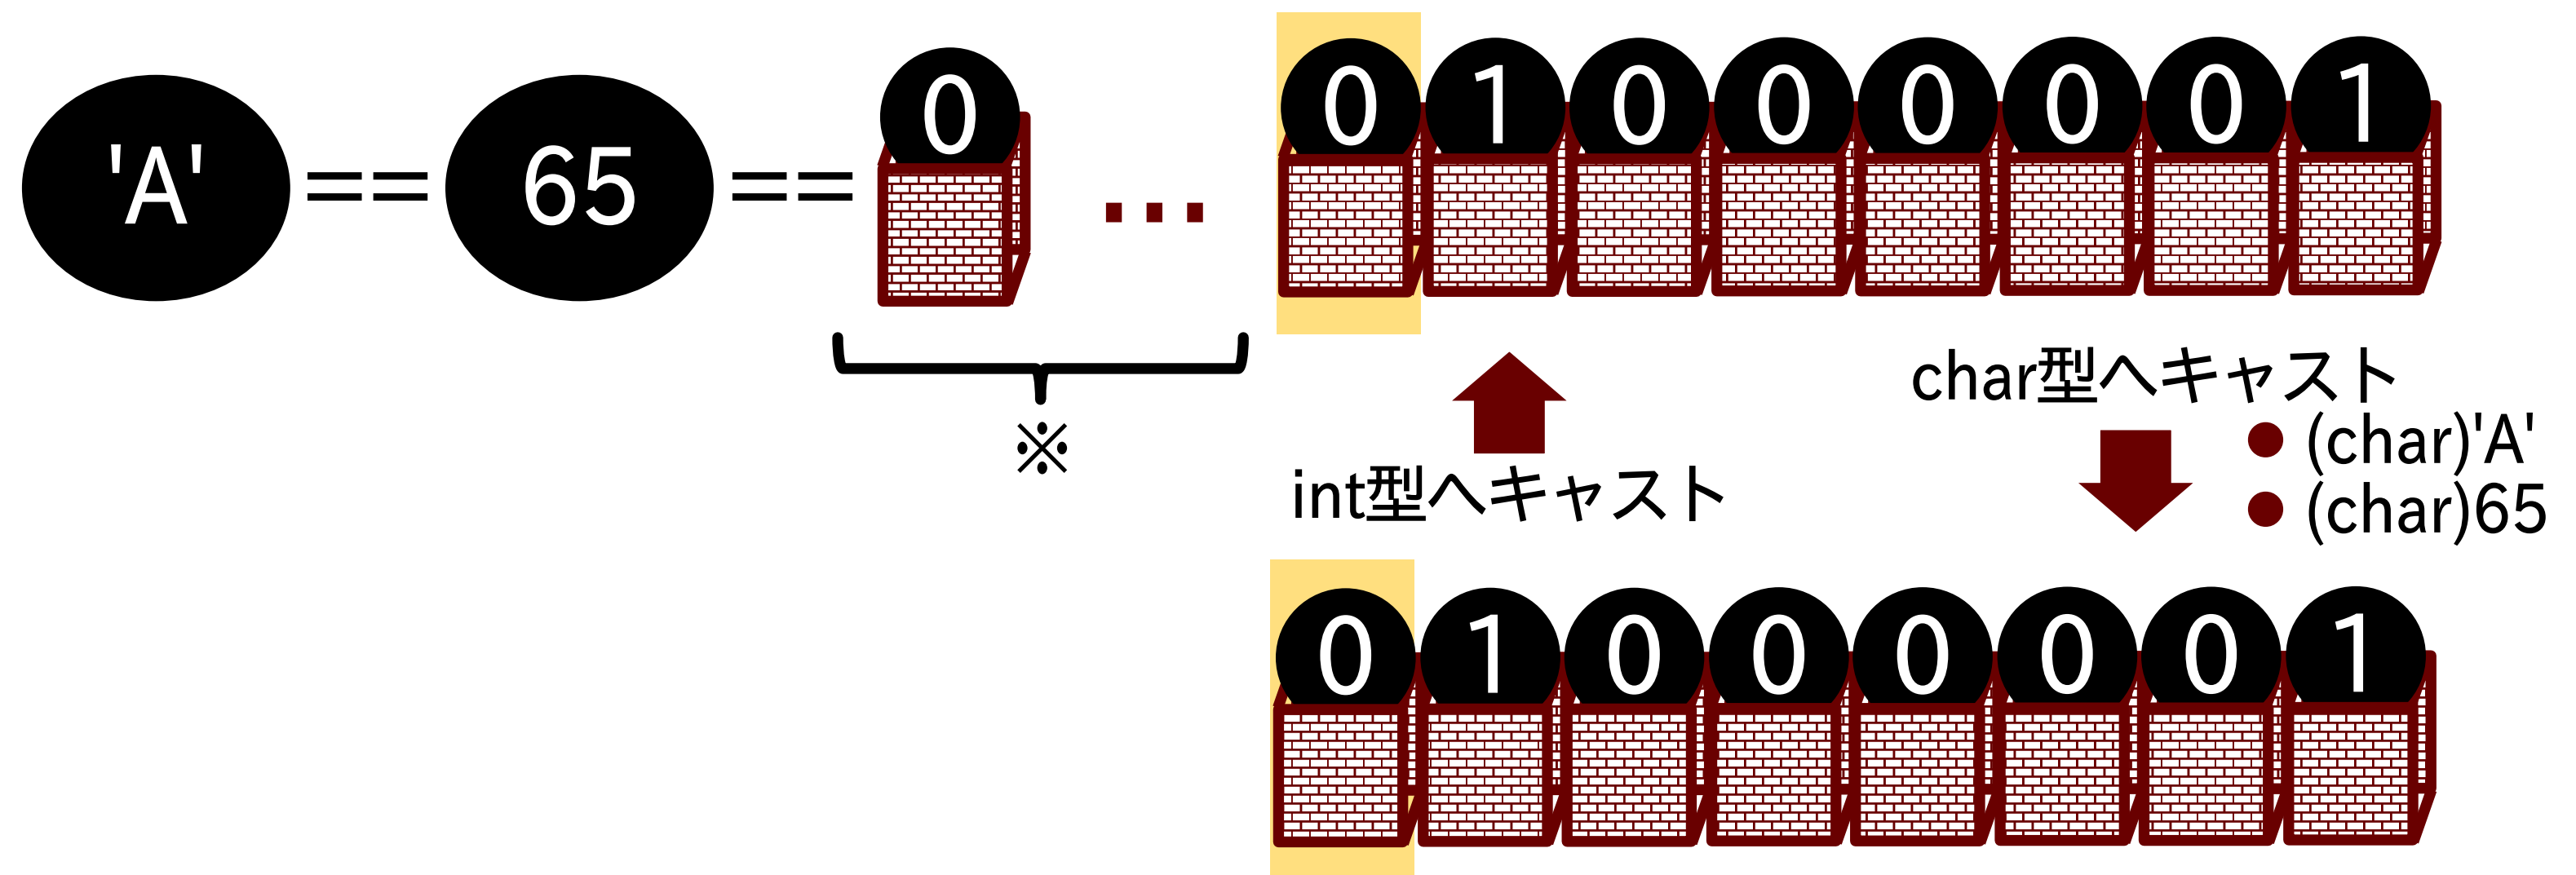 'A' == 65 == 0 … 0 1 0 0 0 0 0 1
※
int型へキャスト
char型へキャスト
● (char)'A'
● (char)65
0 1 0 0 0 0 0 1